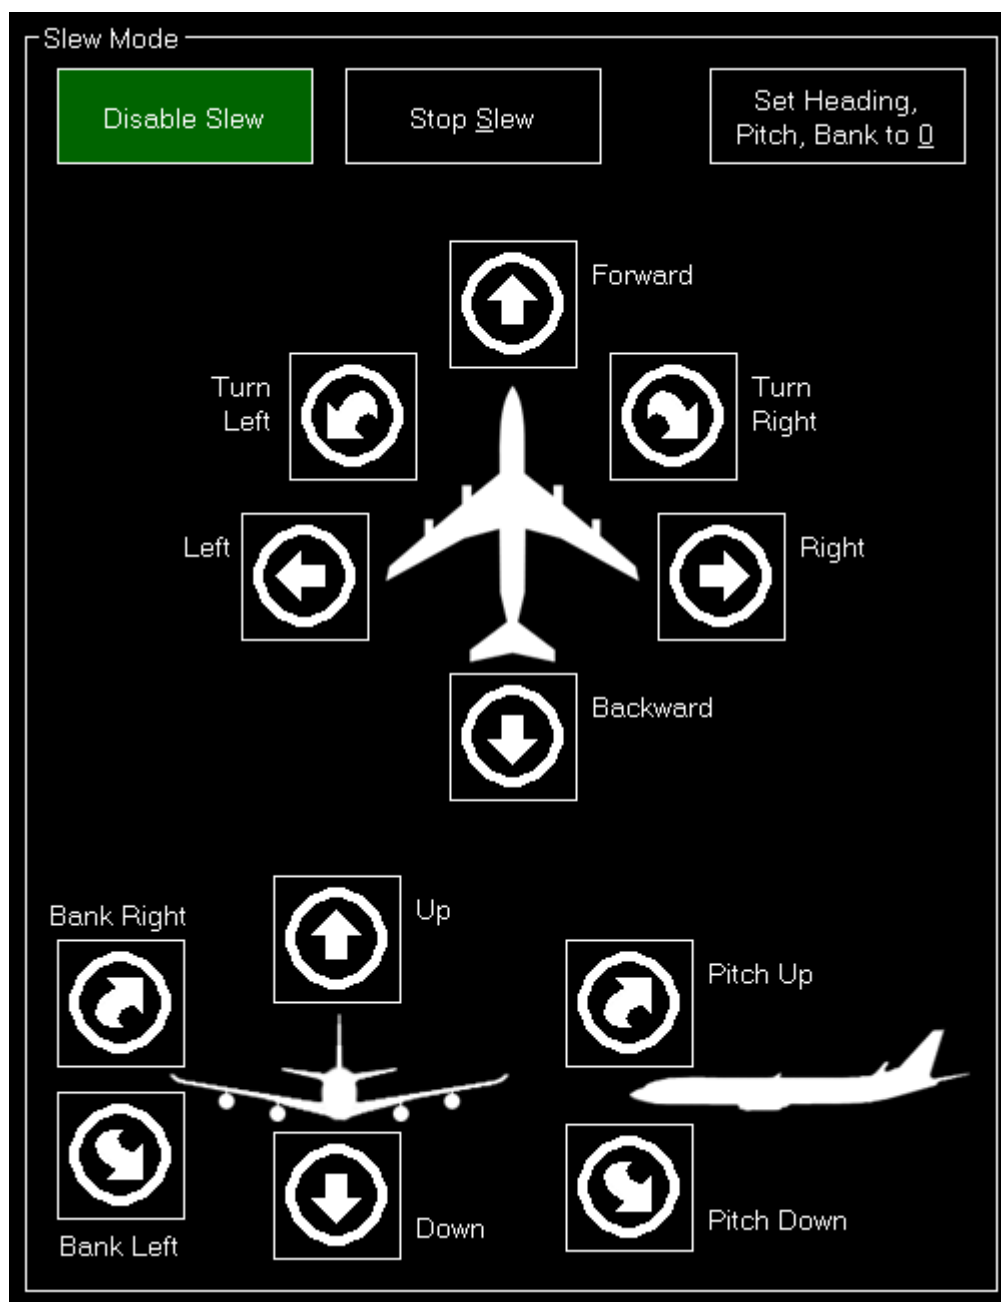 Slew Mode
Disable Slew
Stop Slew
Set Heading,
Pitch, Bank to 0
Forward
Turn
Left
Turn
Right
Left
Right
Backward
Bank Right
Up
Pitch Up
Bank Left
Down
Pitch Down